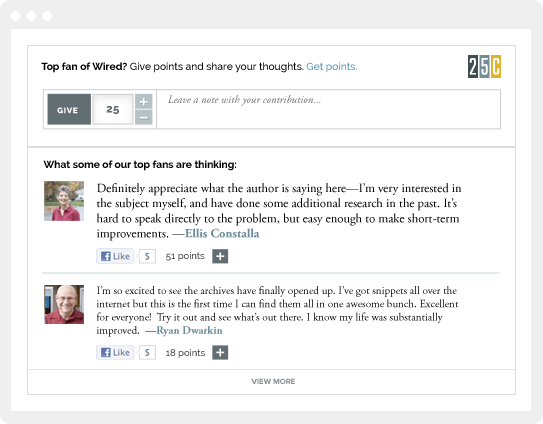 Top fan of Wired? Give points and share your thoughts. Get points.
25C
GIVE 25 + −
Leave a note with your contribution...
What some of our top fans are thinking:
Definitely appreciate what the author is saying here—I'm very interested in
the subject myself, and have done some additional research in the past. It's
hard to speak directly to the problem, but easy enough to make short-term
improvements. —Ellis Constalla
Like 5 51 points +
I'm so excited to see the archives have finally opened up. I've got snippets all over the
internet but this is the first time I can find them all in one awesome bunch. Excellent
for everyone! Try it out and see what's out there. I know my life was substantially
improved. —Ryan Dwarkin
Like 5 18 points +
VIEW MORE